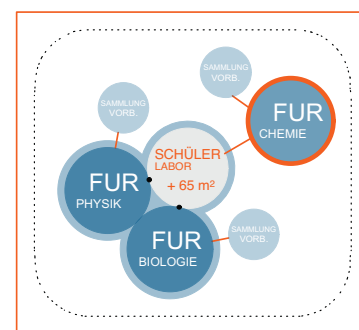 SAMMLUNG
VORB.
SAMMLUNG
VORB.
FUR
CHEMIE
SCHÜLER
LABOR
+ 65 m²
FUR
PHYSIK
FUR
BIOLOGIE
SAMMLUNG
VORB.